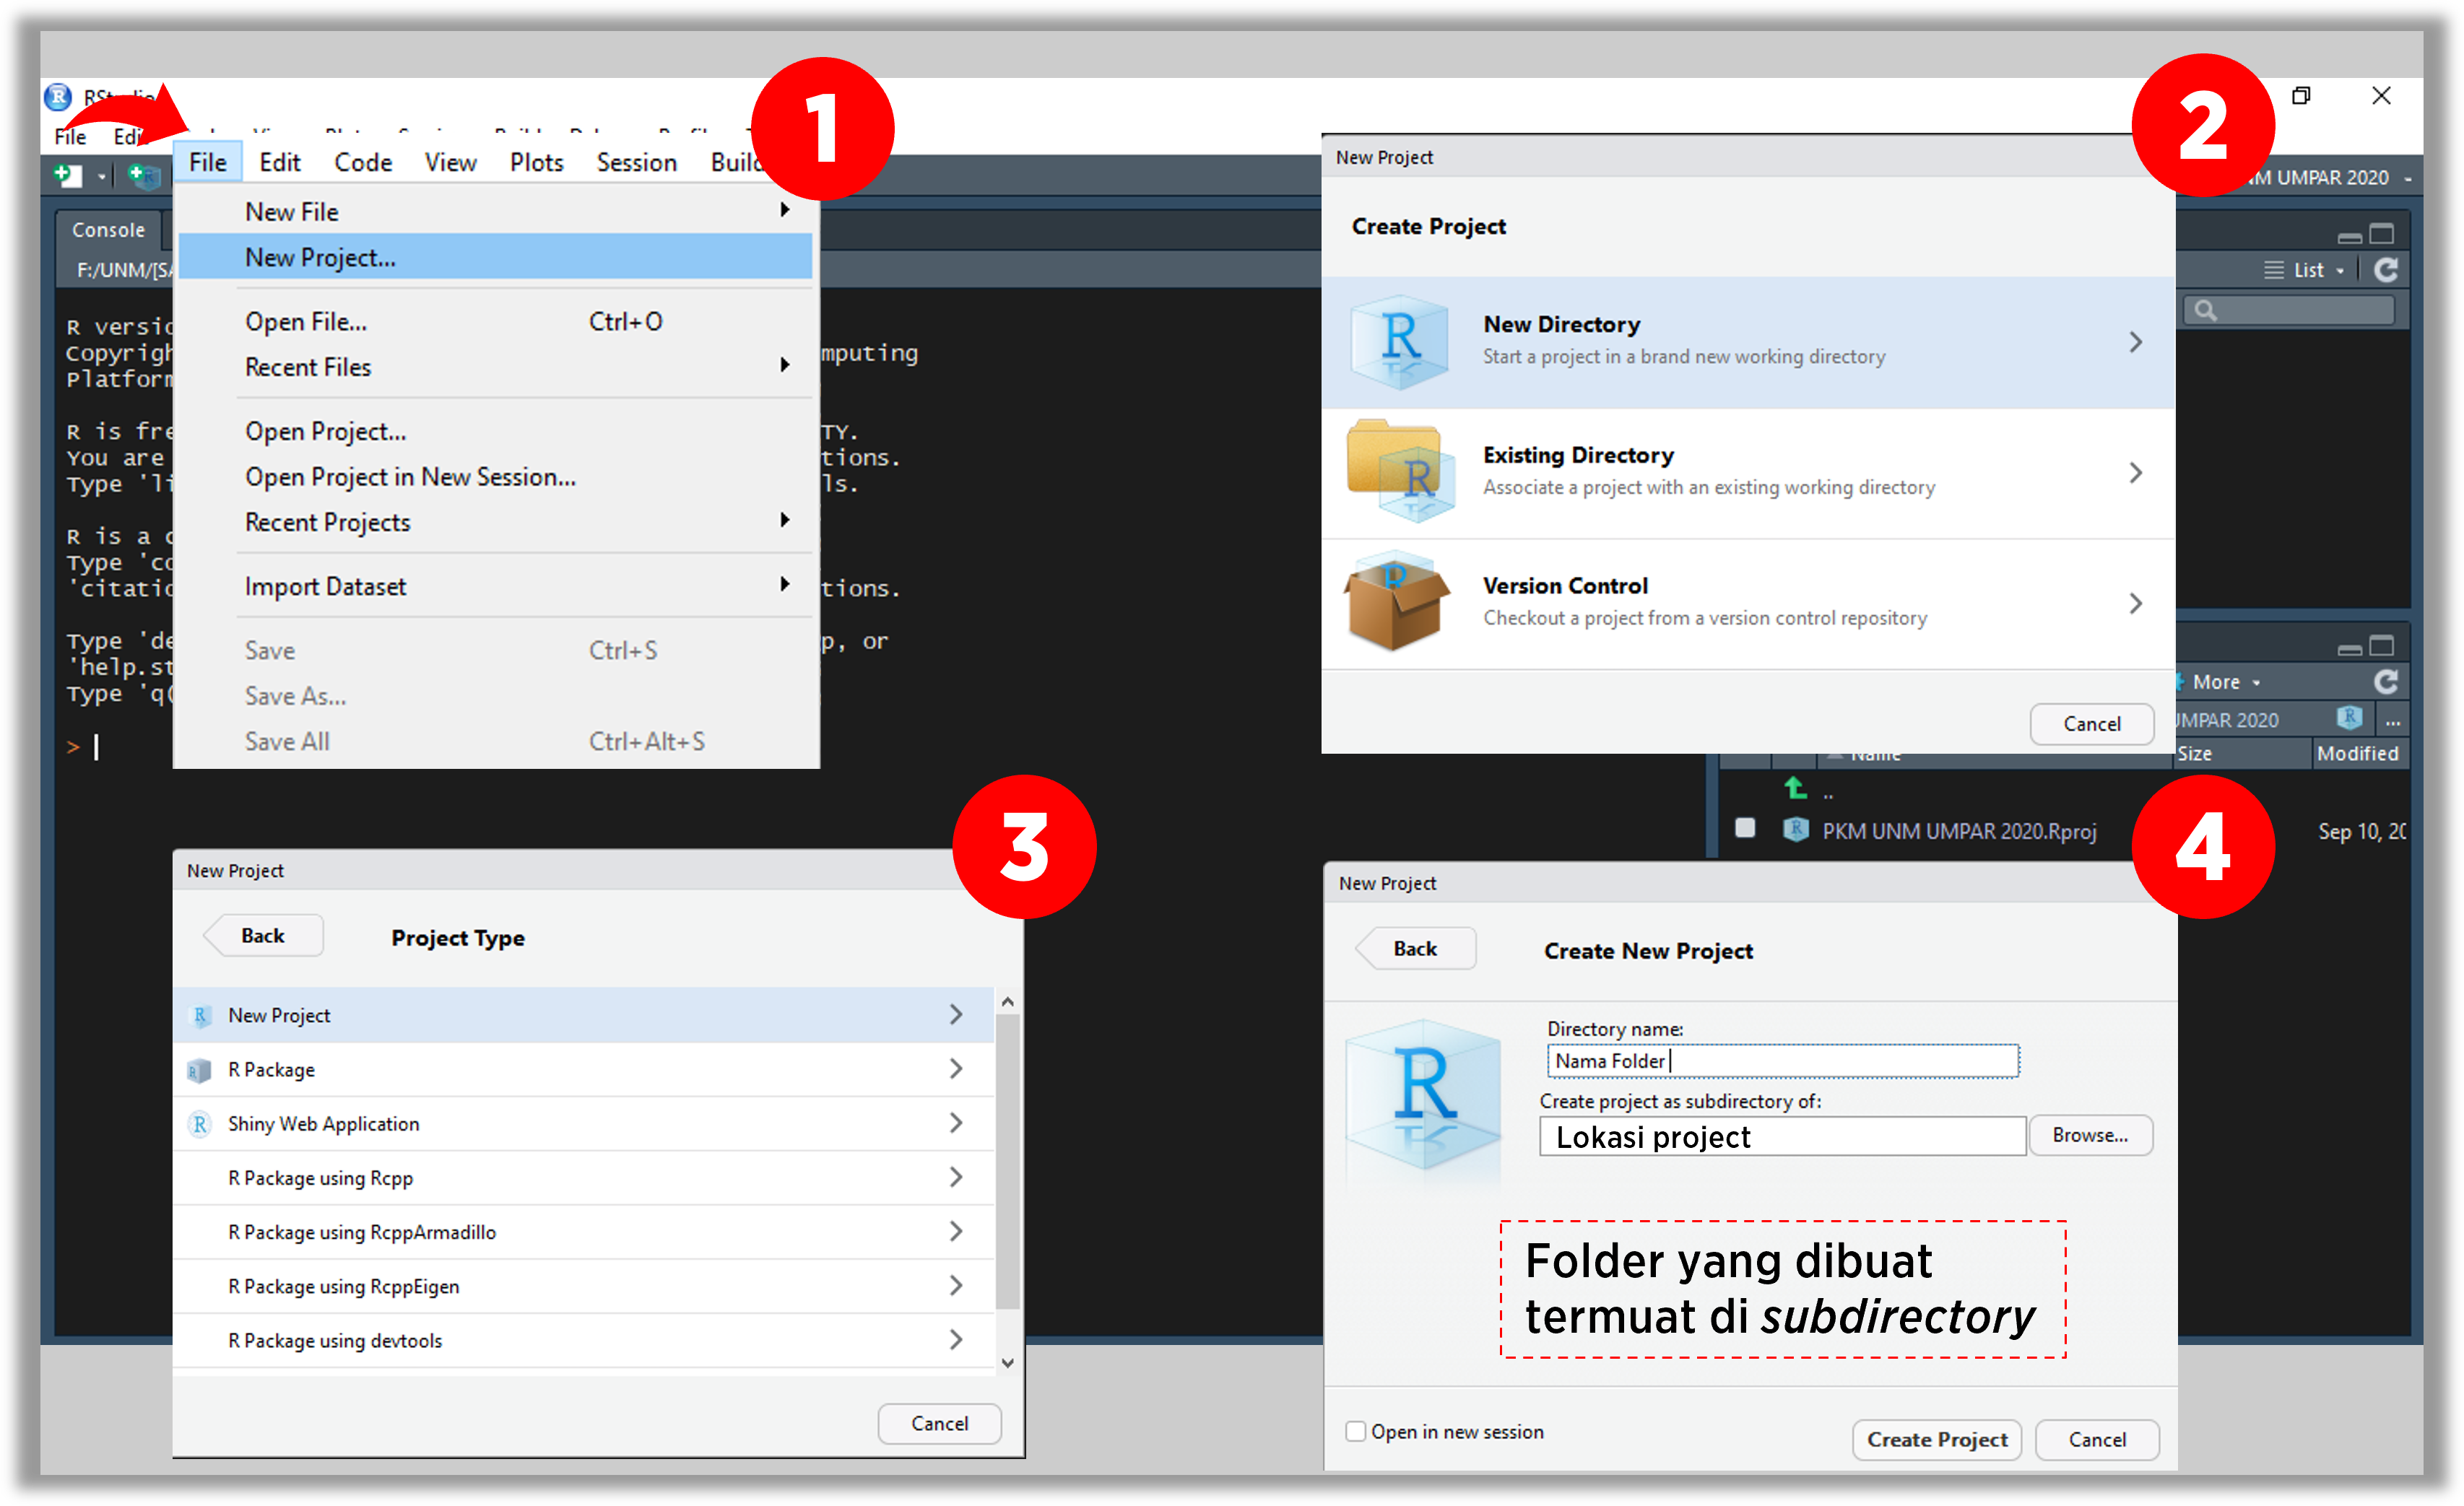 RStudio
File
1
2
File Edit Code View Plots Session Build
UMPAR 2020
New File
New Project...
Open File... Ctrl+O
Recent Files
Open Project...
Open Project in New Session...
Recent Projects
Import Dataset
Save Ctrl+S
Save As...
Save All Ctrl+Alt+S
Console
F:/UNM/
R
Copyrigh
Platform
R is fre
You are
Type 'li
R is a
Type 'co
'citatio
Type 'de
'help.st
Type 'q(
>
mputing
TY.
tions.
ls.
tions.
p, or
New Project
Create Project
New Directory
Start a project in a brand new working directory
Existing Directory
Associate a project with an existing working directory
Version Control
Checkout a project from a version control repository
Cancel
List
More
UMPAR 2020
...
Name Size Modified
..
PKM UNM UMPAR 2020.Rproj Sep 10, 20
3
New Project
Back Project Type
New Project
R Package
Shiny Web Application
R Package using Rcpp
R Package using RcppArmadillo
R Package using RcppEigen
R Package using devtools
Cancel
4
New Project
Back Create New Project
Directory name:
Nama Folder
Create project as subdirectory of:
Lokasi project Browse...
Folder yang dibuat
termuat di subdirectory
Open in new session Create Project Cancel